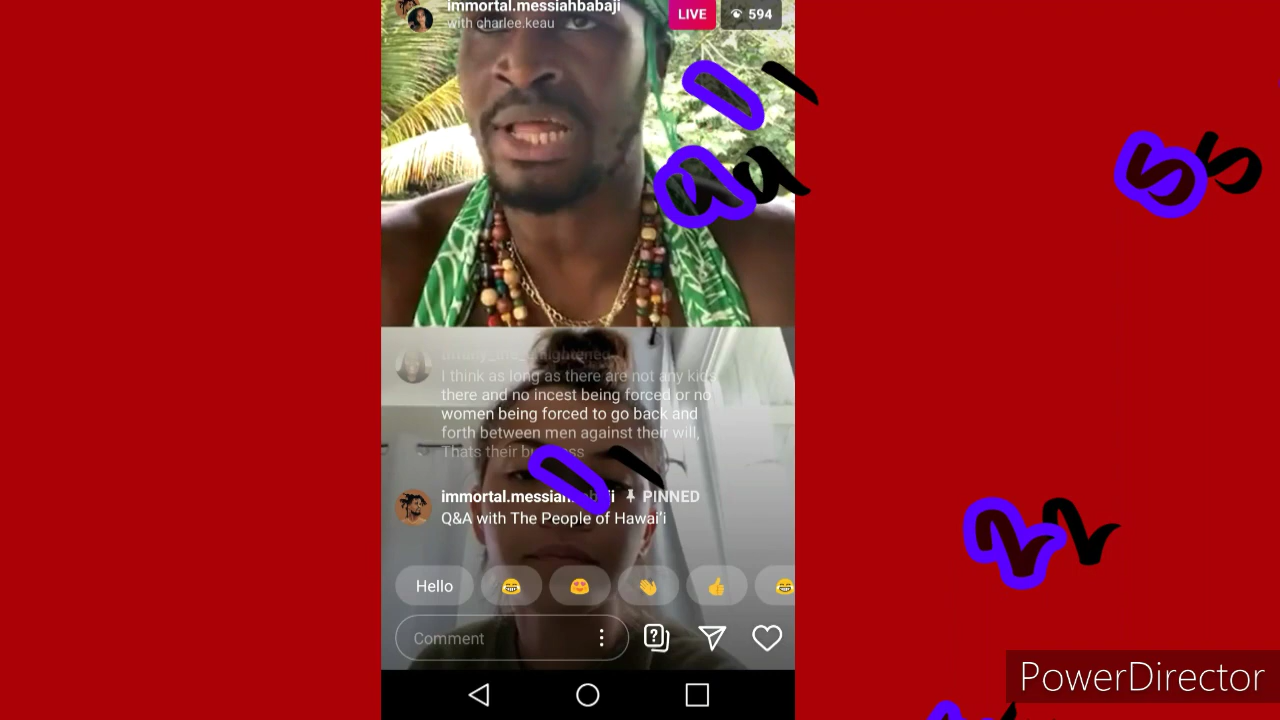 immortal.messiahbabaji
with charlee.keau
LIVE
594
I think as long as there are not any kids
there and no incest being forced or no
women being forced to go back and
forth between men against their will,
Thats their business
immortal.messiahbabaji PINNED
Q&A with The People of Hawai'i
Hello
Comment
PowerDirector